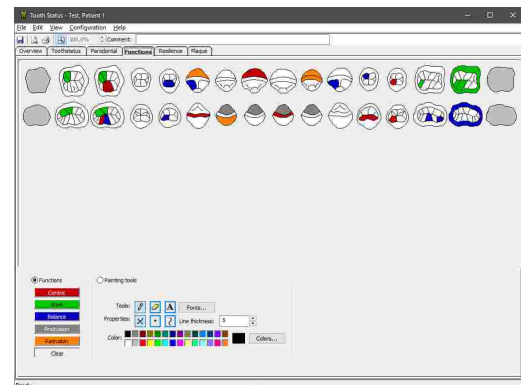 Tooth Status - Test, Patient 1
File Edit View Configuration Help
100,0% Comment:
Overview Toothstatus Parodontal Functions Resilience Plaque
Functions Painting tools
Centric
Work
Balance
Protrusion
Retrusion
Clear
Tools: A Fonts...
Properties: Line thickness: 5
Color: Colors...
Ready